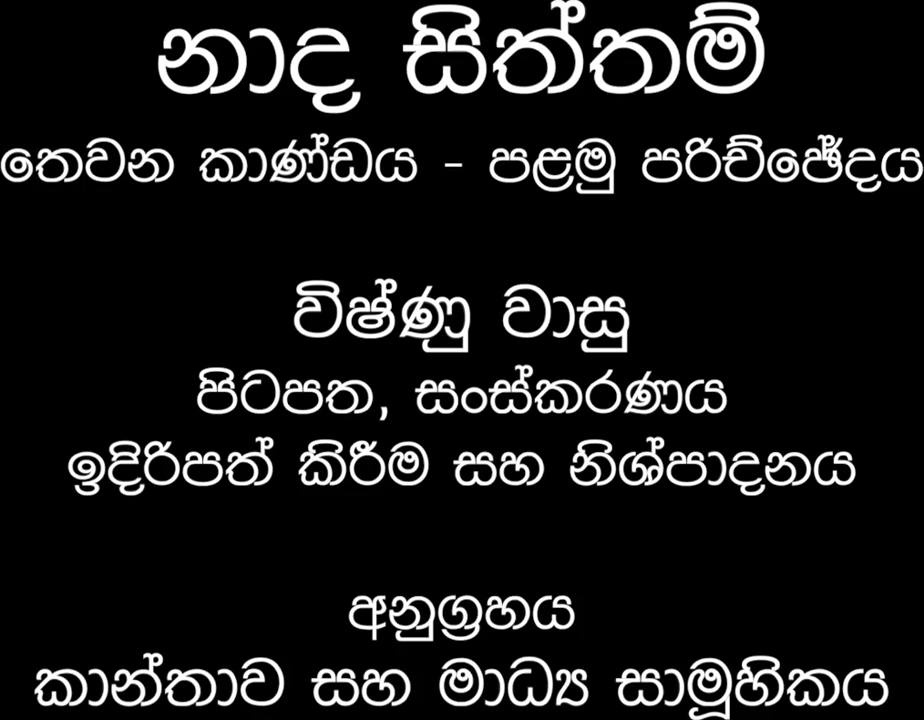 නාද සිත්තම්
තෙවන කාණ්ඩය - පළමු පරිච්ඡේදය
විෂ්ණු වාසු
පිටපත, සංස්කරණය
ඉදිරිපත් කිරීම සහ නිශ්පාදනය
අනුග්‍රහය
කාන්තාව සහ මාධ්‍ය සාමූහිකය